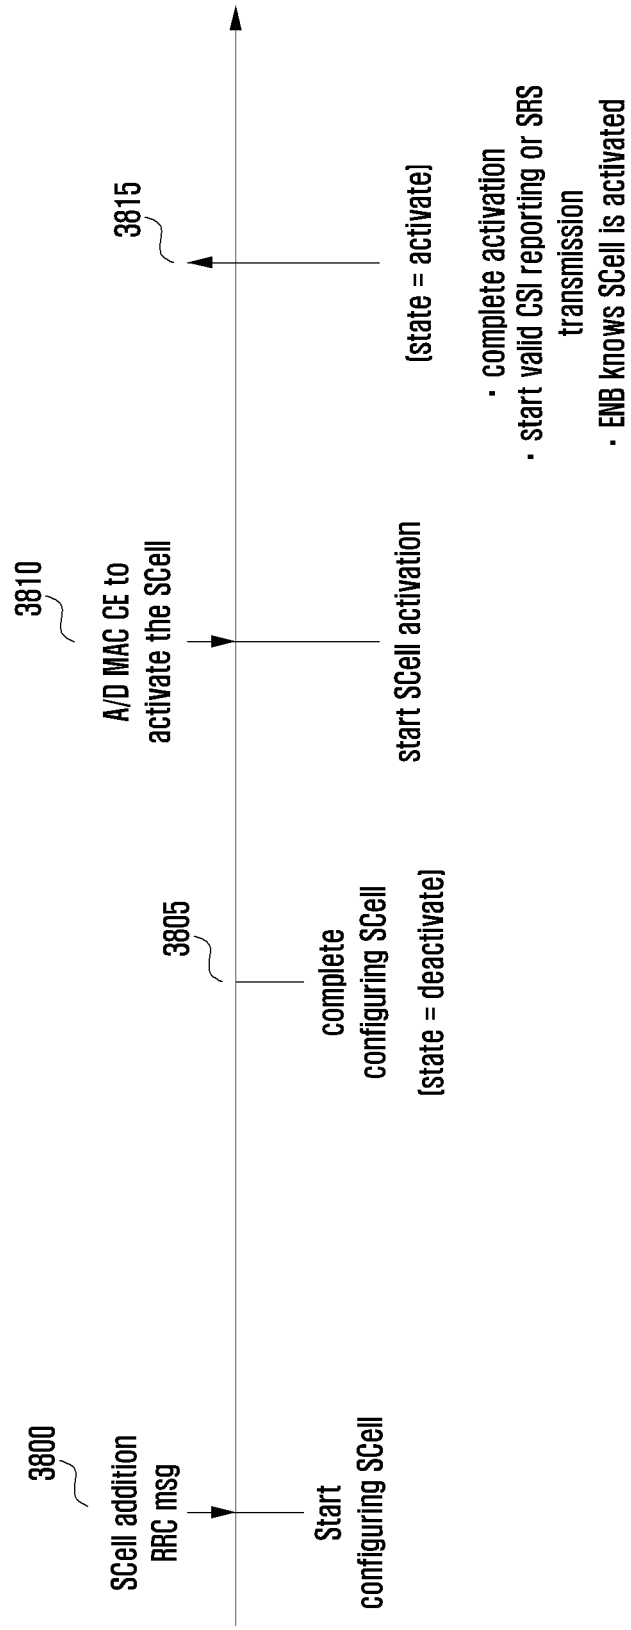 3800
SCell addition
RRC msg
Start
configuring SCell
3805
complete
configuring SCell
(state = deactivate)
3810
A/D MAC CE to
activate the SCell
start SCell activation
3815
(state = activate)
· complete activation
· start valid CSI reporting or SRS
transmission
· ENB knows SCell is activated